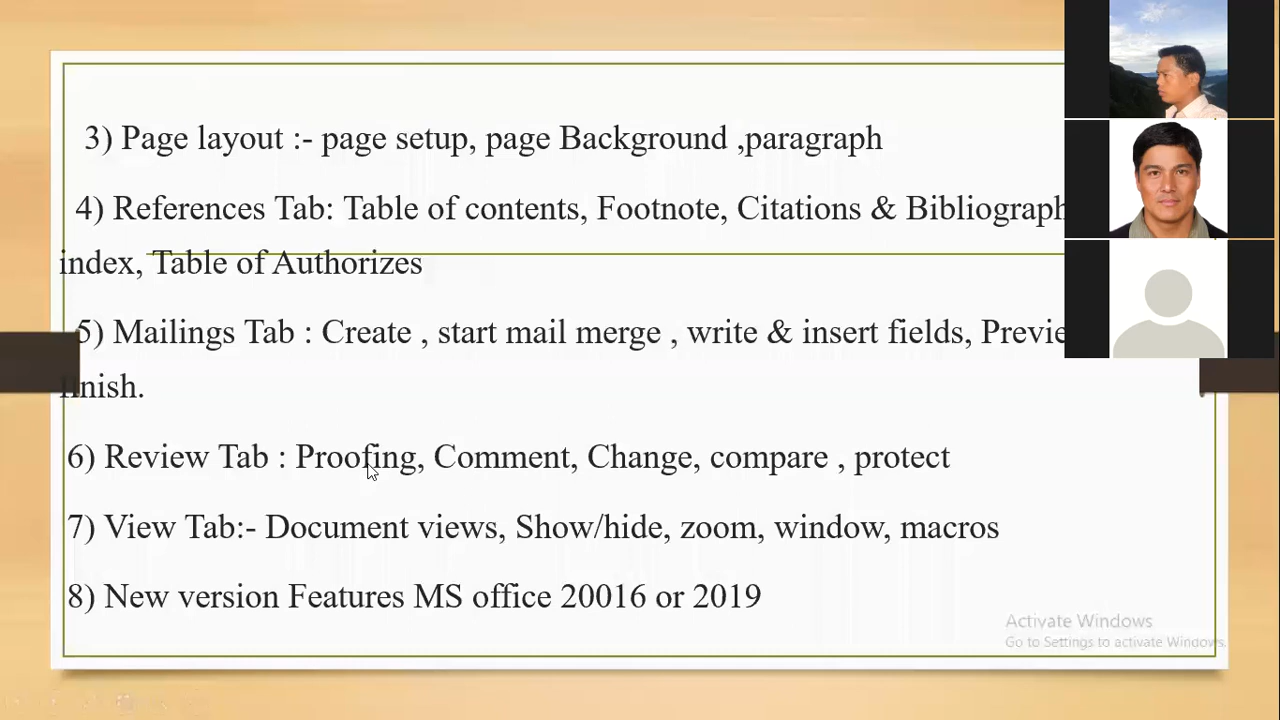 3) Page layout :- page setup, page Background ,paragraph
4) References Tab: Table of contents, Footnote, Citations & Bibliograph
index, Table of Authorizes
5) Mailings Tab : Create , start mail merge , write & insert fields, Previe
finish.
6) Review Tab : Proofing, Comment, Change, compare , protect
7) View Tab:- Document views, Show/hide, zoom, window, macros
8) New version Features MS office 20016 or 2019
Activate Windows
Go to Settings to activate Windows.